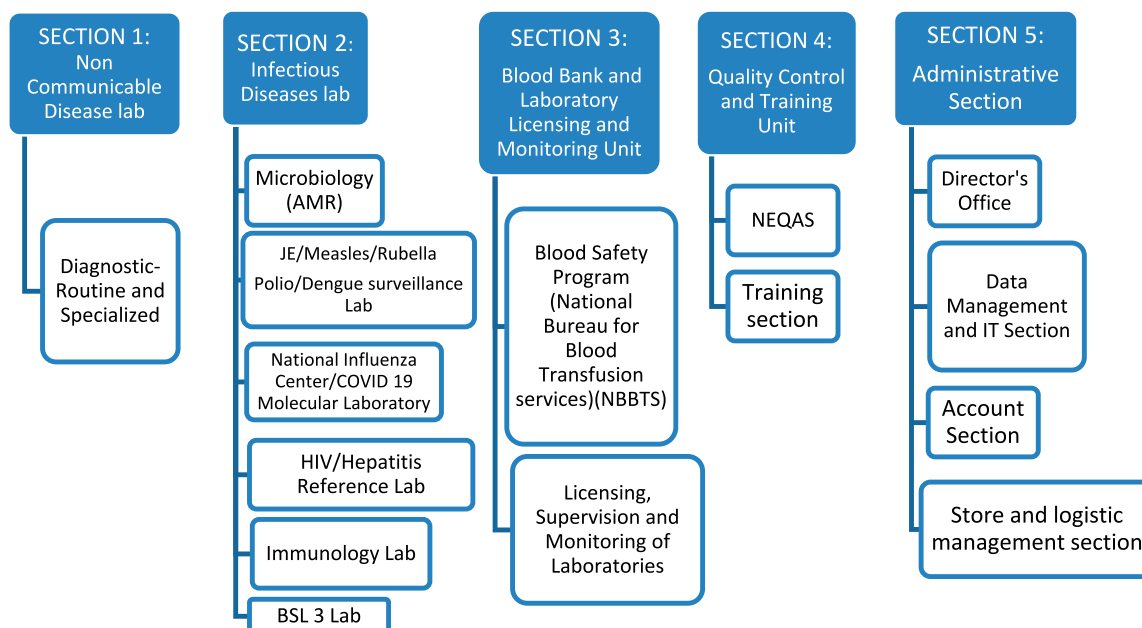 SECTION 1:
Non
Communicable
Disease lab
Diagnostic-
Routine and
Specialized
SECTION 2:
Infectious
Diseases lab
Microbiology
(AMR)
JE/Measles/Rubella
Polio/Dengue surveillance
Lab
National Influenza
Center/COVID 19
Molecular Laboratory
HIV/Hepatitis
Reference Lab
Immunology Lab
BSL 3 Lab
SECTION 3:
Blood Bank and
Laboratory
Licensing and
Monitoring Unit
Blood Safety
Program
(National
Bureau for
Blood
Transfusion
services)(NBBTS)
Licensing,
Supervision and
Monitoring of
Laboratories
SECTION 4:
Quality Control
and Training
Unit
NEQAS
Training
section
SECTION 5:
Administrative
Section
Director's
Office
Data
Management
and IT Section
Account
Section
Store and logistic
management section